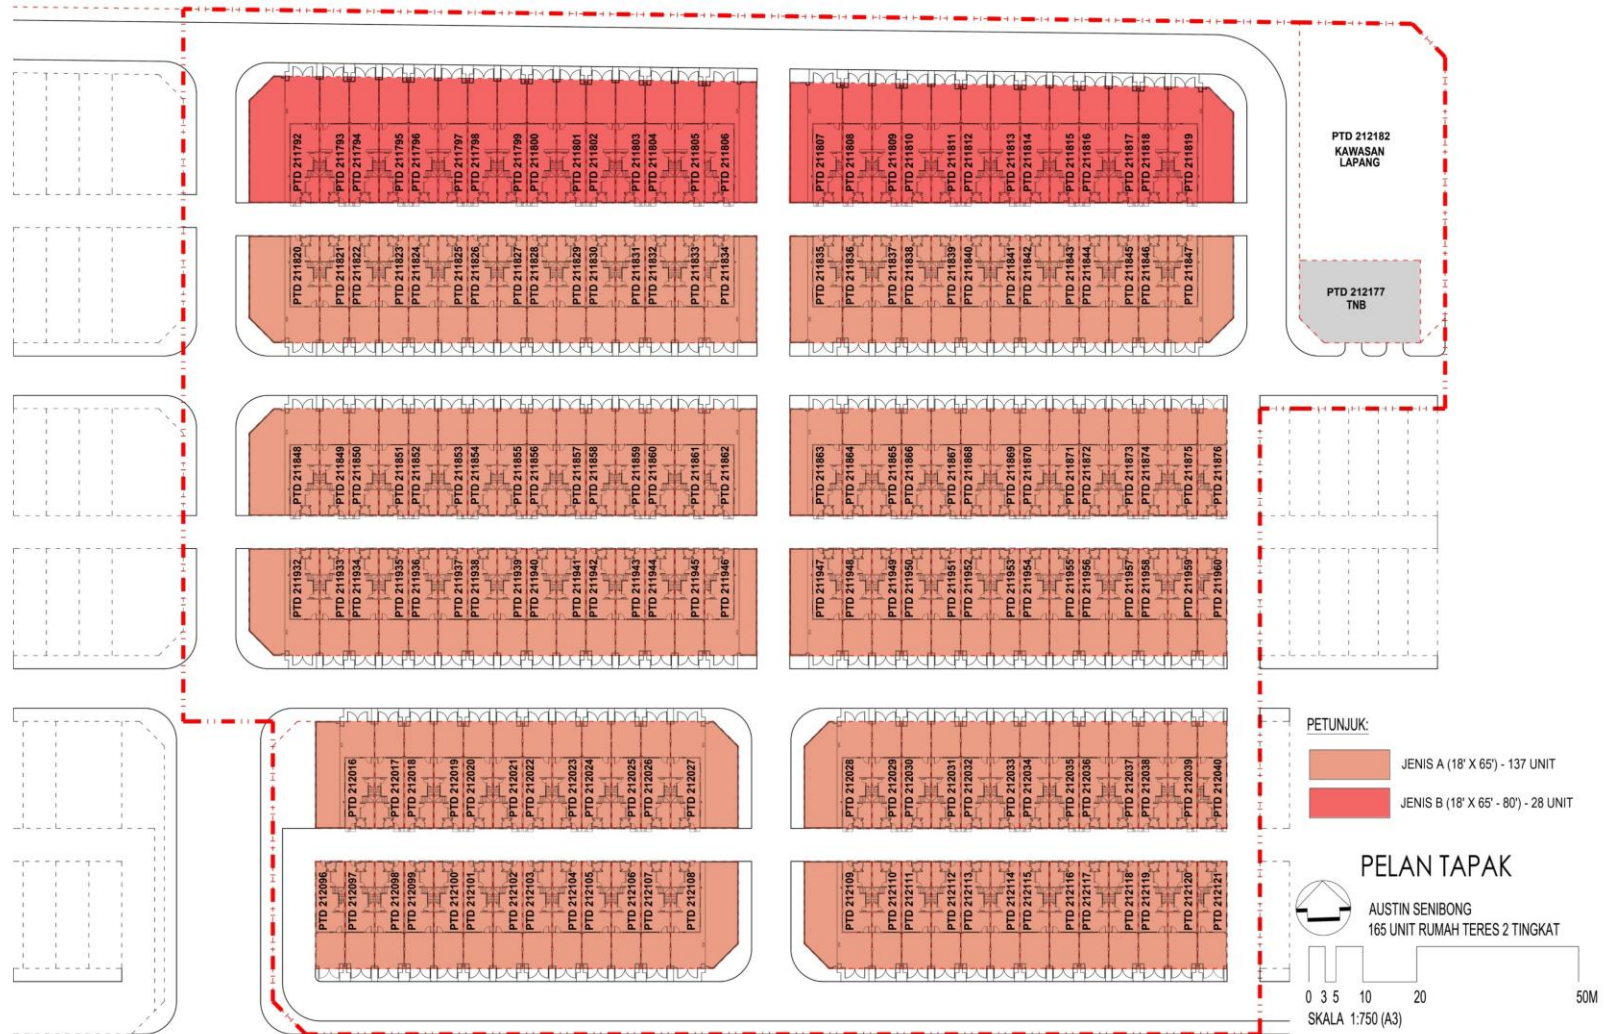 PTD 211792
PTD 211793
PTD 211794
PTD 211795
PTD 211796
PTD 211797
PTD 211798
PTD 211799
PTD 211800
PTD 211801
PTD 211802
PTD 211803
PTD 211804
PTD 211805
PTD 211806
PTD 211807
PTD 211808
PTD 211809
PTD 211810
PTD 211811
PTD 211812
PTD 211813
PTD 211814
PTD 211815
PTD 211816
PTD 211817
PTD 211818
PTD 211819
PTD 212182
KAWASAN
LAPANG
PTD 211820
PTD 211821
PTD 211822
PTD 211823
PTD 211824
PTD 211825
PTD 211826
PTD 211827
PTD 211828
PTD 211829
PTD 211830
PTD 211831
PTD 211832
PTD 211833
PTD 211834
PTD 211835
PTD 211836
PTD 211837
PTD 211838
PTD 211839
PTD 211840
PTD 211841
PTD 211842
PTD 211843
PTD 211844
PTD 211845
PTD 211846
PTD 211847
PTD 212177
TNB
PTD 211848
PTD 211849
PTD 211850
PTD 211851
PTD 211852
PTD 211853
PTD 211854
PTD 211855
PTD 211856
PTD 211857
PTD 211858
PTD 211859
PTD 211860
PTD 211861
PTD 211862
PTD 211863
PTD 211864
PTD 211865
PTD 211866
PTD 211867
PTD 211868
PTD 211869
PTD 211870
PTD 211871
PTD 211872
PTD 211873
PTD 211874
PTD 211875
PTD 211876
PTD 211932
PTD 211933
PTD 211934
PTD 211935
PTD 211936
PTD 211937
PTD 211938
PTD 211939
PTD 211940
PTD 211941
PTD 211942
PTD 211943
PTD 211944
PTD 211945
PTD 211946
PTD 211947
PTD 211948
PTD 211949
PTD 211950
PTD 211951
PTD 211952
PTD 211953
PTD 211954
PTD 211955
PTD 211956
PTD 211957
PTD 211958
PTD 211959
PTD 211960
PTD 212016
PTD 212017
PTD 212018
PTD 212019
PTD 212020
PTD 212021
PTD 212022
PTD 212023
PTD 212024
PTD 212025
PTD 212026
PTD 212027
PTD 212028
PTD 212029
PTD 212030
PTD 212031
PTD 212032
PTD 212033
PTD 212034
PTD 212035
PTD 212036
PTD 212037
PTD 212038
PTD 212039
PTD 212040
PTD 212096
PTD 212097
PTD 212098
PTD 212099
PTD 212100
PTD 212101
PTD 212102
PTD 212103
PTD 212104
PTD 212105
PTD 212106
PTD 212107
PTD 212108
PTD 212109
PTD 212110
PTD 212111
PTD 212112
PTD 212113
PTD 212114
PTD 212115
PTD 212116
PTD 212117
PTD 212118
PTD 212119
PTD 212120
PTD 212121
PETUNJUK:
JENIS A (18' X 65') - 137 UNIT
JENIS B (18' X 65' - 80') - 28 UNIT
PELAN TAPAK
AUSTIN SENIBONG
165 UNIT RUMAH TERES 2 TINGKAT
0 3 5 10 20 50M
SKALA 1:750 (A3)